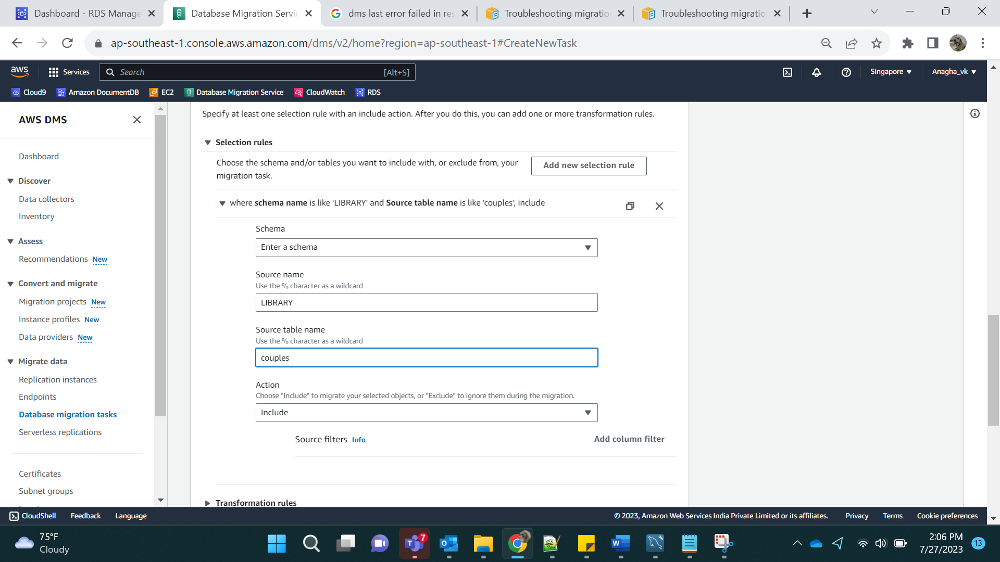 Dashboard - RDS Manage
Database Migration Servic
dms last error failed in res
Troubleshooting migratio
Troubleshooting migratio
ap-southeast-1.console.aws.amazon.com/dms/v2/home?region=ap-southeast-1#CreateNewTask
aws
Services
Search
[Alt+S]
Singapore
Anagha_vk
Cloud9
Amazon DocumentDB
EC2
Database Migration Service
CloudWatch
RDS
AWS DMS
Dashboard
Discover
Data collectors
Inventory
Assess
Recommendations New
Convert and migrate
Migration projects New
Instance profiles New
Data providers New
Migrate data
Replication instances
Endpoints
Database migration tasks
Serverless replications
Certificates
Subnet groups
Specify at least one selection rule with an include action. After you do this, you can add one or more transformation rules.
Selection rules
Choose the schema and/or tables you want to include with, or exclude from, your
migration task.
Add new selection rule
where schema name is like 'LIBRARY' and Source table name is like 'couples', include
Schema
Enter a schema
Source name
Use the % character as a wildcard
LIBRARY
Source table name
Use the % character as a wildcard
couples
Action
Choose "Include" to migrate your selected objects, or "Exclude" to ignore them during the migration.
Include
Source filters Info
Add column filter
Transformation rules
CloudShell
Feedback
Language
© 2023, Amazon Web Services India Private Limited or its affiliates.
Privacy
Terms
Cookie preferences
75°F
Cloudy
7
2:06 PM
7/27/2023
13